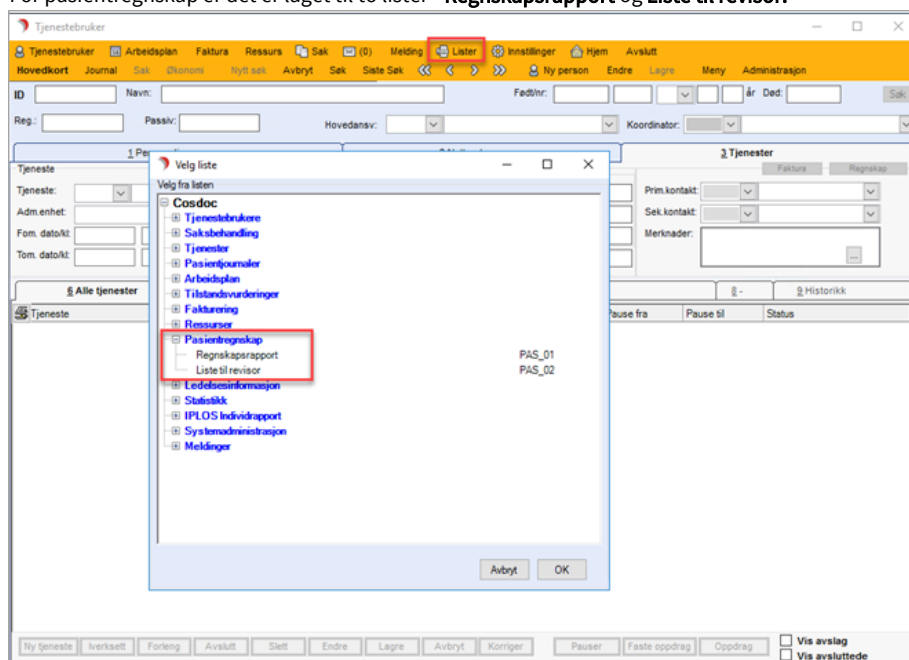 For pasientregnskap er det er laget tk to lister - Regnskapsrapport og Liste til revisor.
Tjenestebruker
Tjenestebruker Arbeidsplan Faktura Ressurs Sak (0) Melding Lister Innstillinger Hjem Avslutt
Hovedkort Journal Sak Økonomi Nytt søk Avbryt Søk Siste Søk Ny person Endre Lagre Meny Administrasjon
ID Navn: Født/nr: år Død: Søk
Reg.: Passiv: Hovedansv: Koordinator:
1 3 Tjenester
Tjeneste Faktura Regnskap
Tjeneste: Prim.kontakt:
Adm.enhet: Sek.kontakt:
Fom. dato/kl: Merknader:
Tom. dato/kl: ...
6 Alle tjenester 8 - 9 Historikk
Tjeneste Pause fra Pause til Status
Velg liste
Velg fra listen
Cosdoc
Tjenestebrukere
Saksbehandling
Tjenester
Pasientjournaler
Arbeidsplan
Tilstandsvurderinger
Fakturering
Ressurser
Pasientregnskap
Regnskapsrapport PAS_01
Liste til revisor PAS_02
Ledelsesinformasjon
Statistikk
IPLOS Individrapport
Systemadministrasjon
Meldinger
Avbryt OK
Ny tjeneste Iverksett Forleng Avslutt Slett Endre Lagre Avbryt Korriger Pauser Faste oppdrag Oppdrag Vis avslag
Vis avsluttede